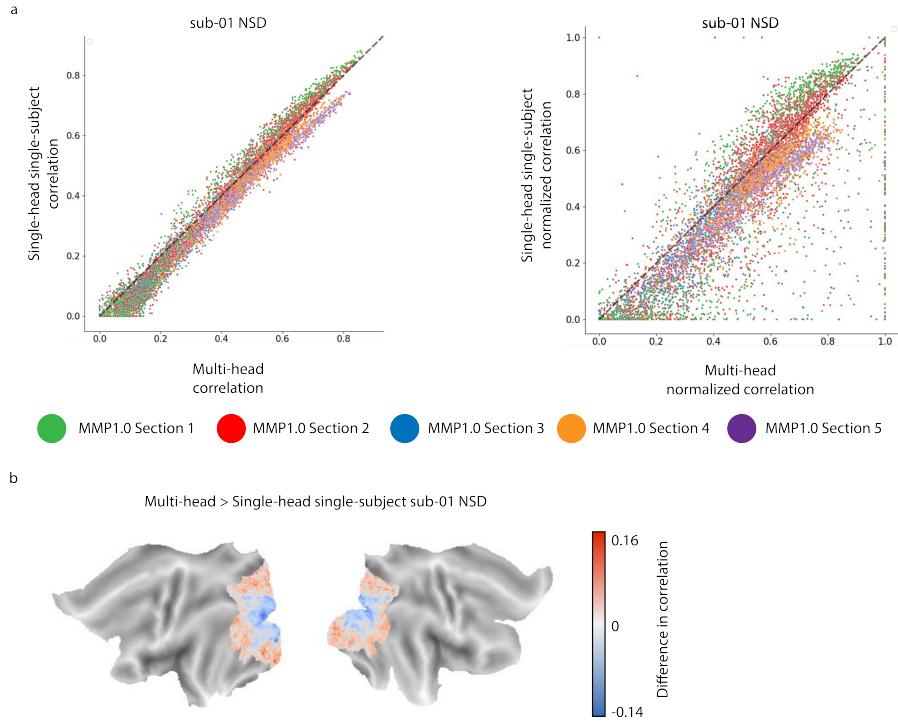 a
sub-01 NSD
Single-head single-subject
correlation
0.8
0.6
0.4
0.2
0.0
0.0
0.2
0.4
0.6
0.8
Multi-head
correlation
sub-01 NSD
Single-head single-subject
normalized correlation
1.0
0.8
0.6
0.4
0.2
0.0
0.0
0.2
0.4
0.6
0.8
1.0
Multi-head
normalized correlation
MMP1.0 Section 1
MMP1.0 Section 2
MMP1.0 Section 3
MMP1.0 Section 4
MMP1.0 Section 5
b
Multi-head > Single-head single-subject sub-01 NSD
0.16
0
-0.14
Difference in correlation